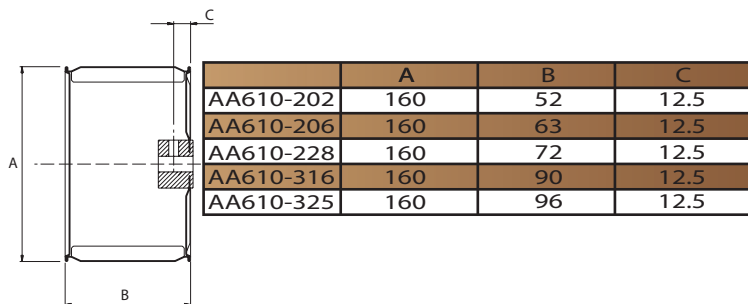 C
A
B
A B C
AA610-202 160 52 12.5
AA610-206 160 63 12.5
AA610-228 160 72 12.5
AA610-316 160 90 12.5
AA610-325 160 96 12.5